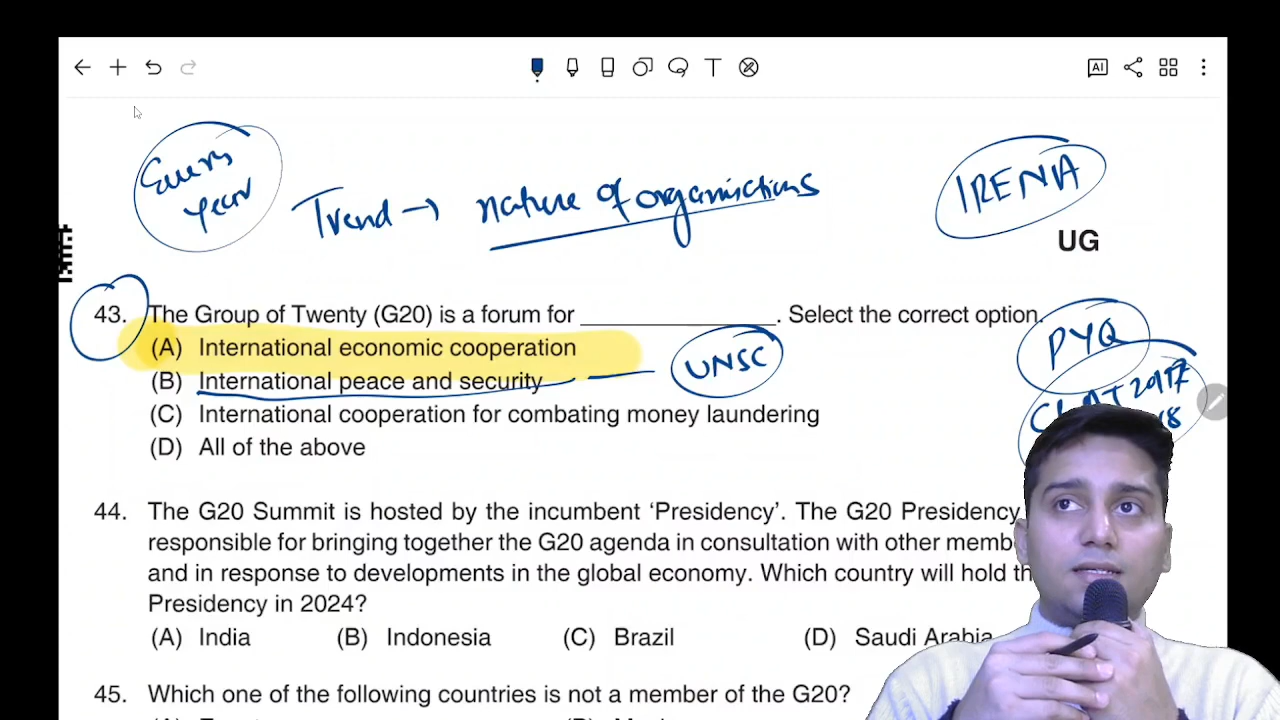 Every
year
Trend → nature of organisations
IRENA
UG
43. The Group of Twenty (G20) is a forum for ________________. Select the correct option.
(A) International economic cooperation
(B) International peace and security
UNSC
PYQ
(C) International cooperation for combating money laundering
CLAT 2017
18
(D) All of the above
44. The G20 Summit is hosted by the incumbent ‘Presidency’. The G20 Presidency
responsible for bringing together the G20 agenda in consultation with other memb
and in response to developments in the global economy. Which country will hold th
Presidency in 2024?
(A) India (B) Indonesia (C) Brazil (D) Saudi Arabia
45. Which one of the following countries is not a member of the G20?